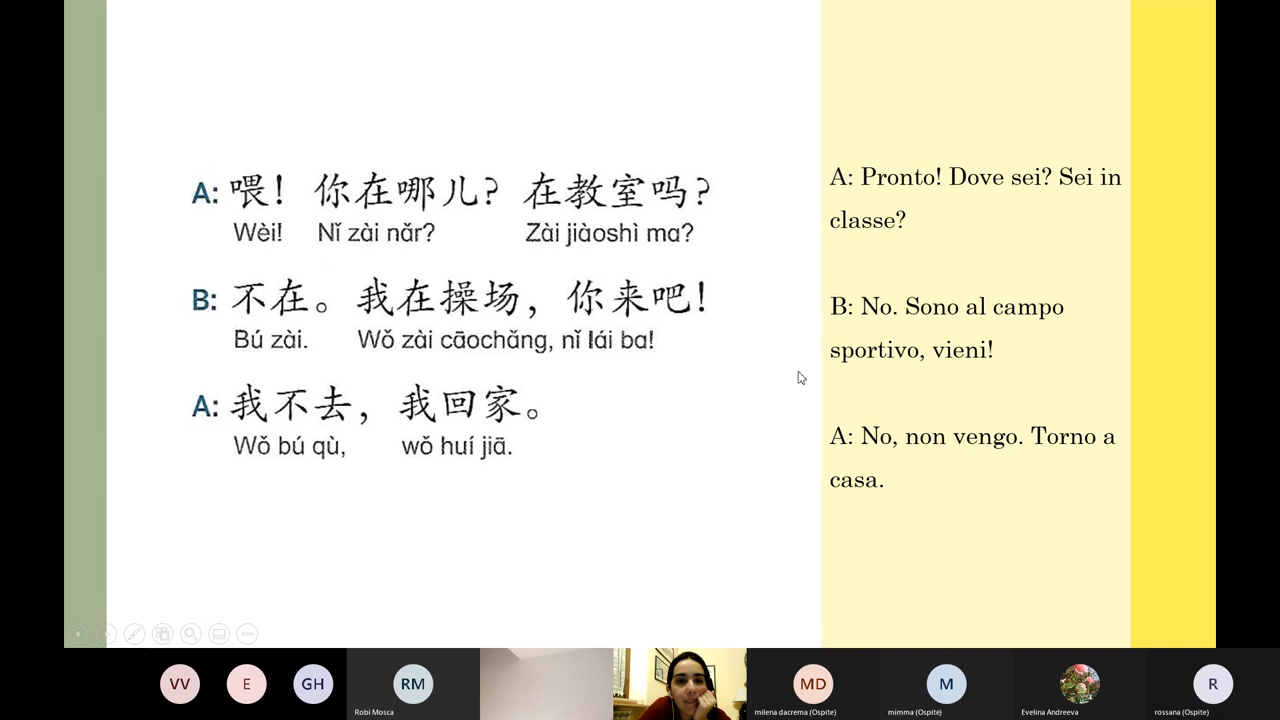 A: 喂！ 你在哪儿？ 在教室吗？
Wèi! Nǐ zài nǎr? Zài jiàoshì ma?
B: 不在。 我在操场，你来吧！
Bú zài. Wǒ zài cāochǎng, nǐ lái ba!
A: 我不去，我回家。
Wǒ bú qù, wǒ huí jiā.
A: Pronto! Dove sei? Sei in
classe?
B: No. Sono al campo
sportivo, vieni!
A: No, non vengo. Torno a
casa.
VV
E
GH
RM
Robi Mosca
MD
milena dacrema (Ospite)
M
mimma (Ospite)
Evelina Andreeva
R
rossana (Ospite)